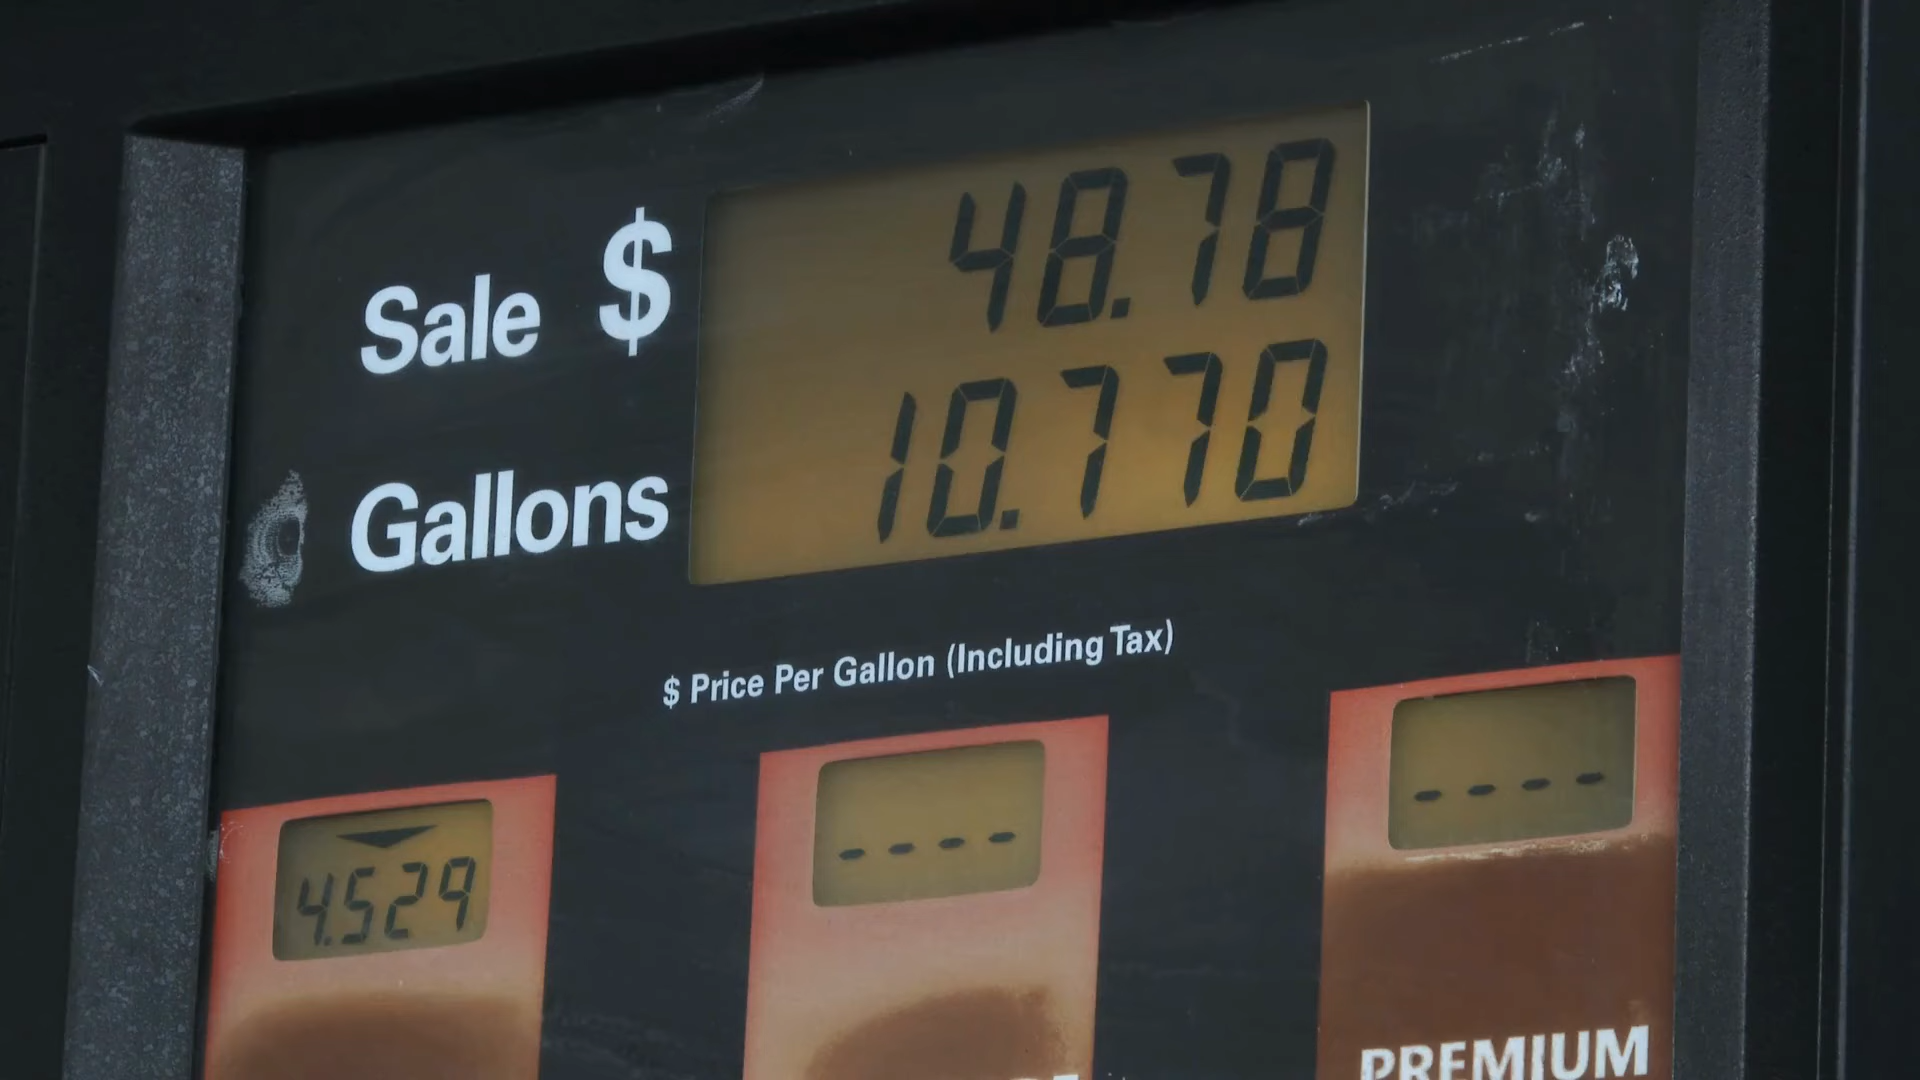 Sale $ 48.78
Gallons 10.770
$ Price Per Gallon (Including Tax)
4.529 ---- ----
PREMIUM